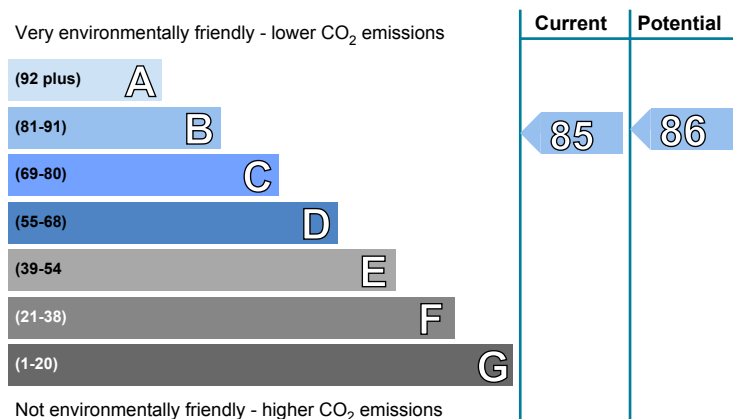 Very environmentally friendly - lower CO2 emissions
Current
Potential
(92 plus) A
(81-91) B
85
86
(69-80) C
(55-68) D
(39-54 E
(21-38) F
(1-20) G
Not environmentally friendly - higher CO2 emissions